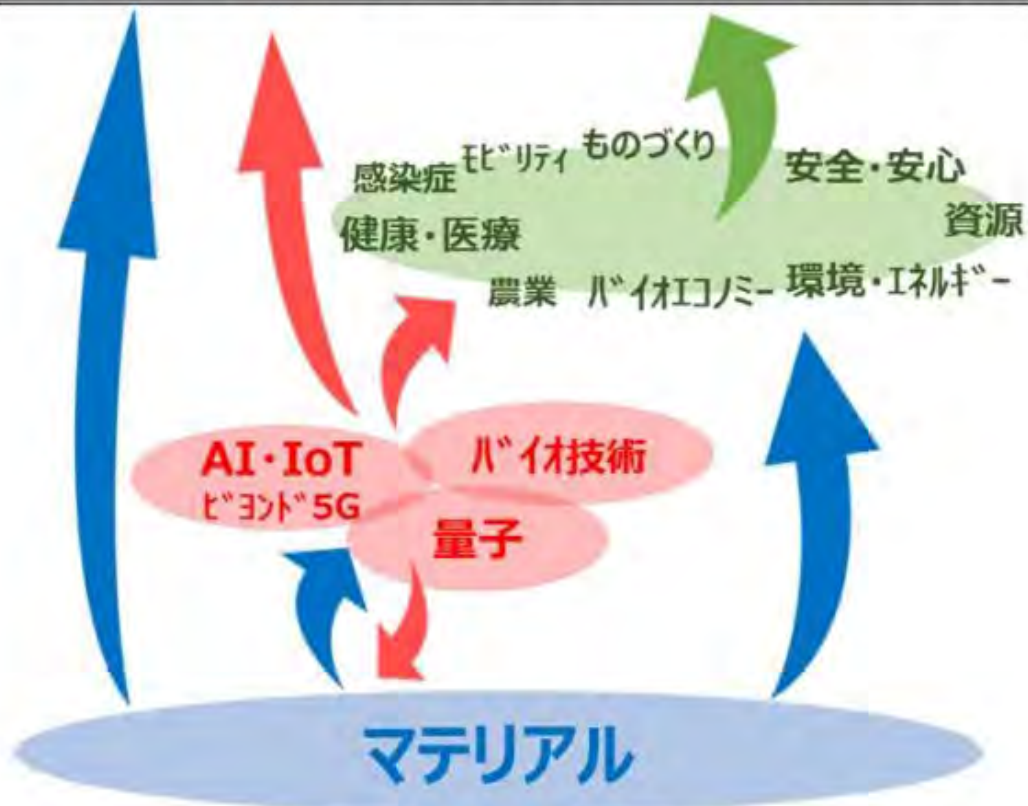 感染症 ﾓﾋﾞﾘﾃｨ ものづくり 安全・安心
健康・医療 資源
農業 ﾊﾞｲｵｴｺﾉﾐｰ 環境・ｴﾈﾙｷﾞｰ
AI・IoT
ﾋﾞﾖﾝﾄﾞ5G
ﾊﾞｲｵ技術
量子
マテリアル